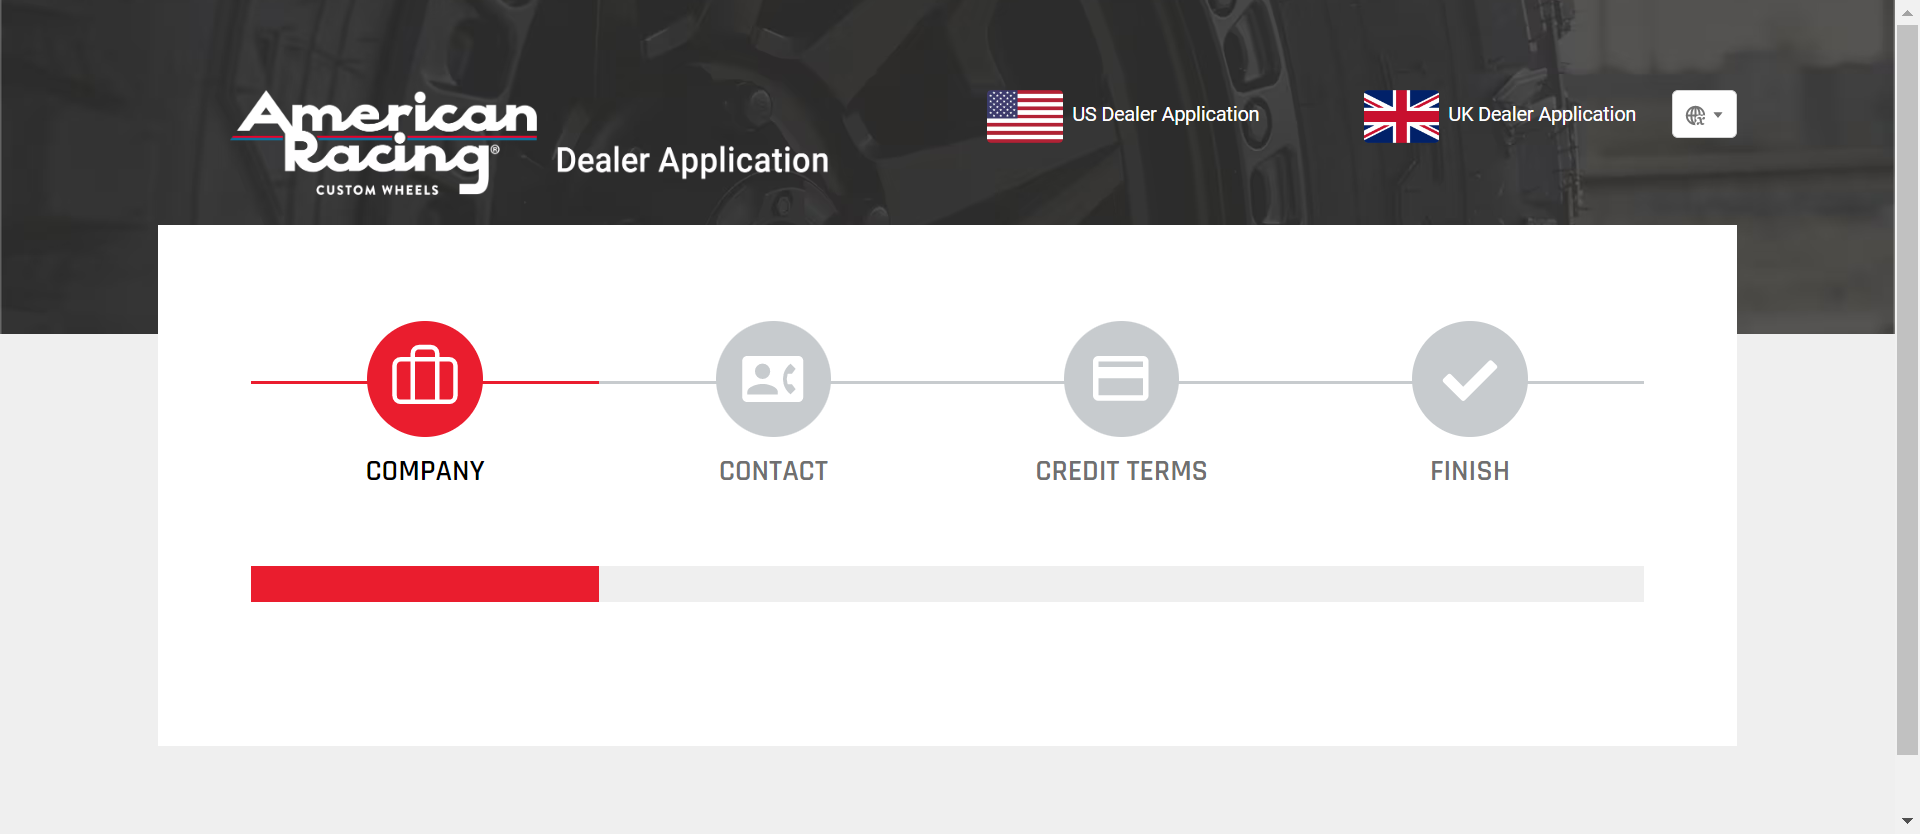 American
Racing®
CUSTOM WHEELS
Dealer Application
US Dealer Application
UK Dealer Application
COMPANY
CONTACT
CREDIT TERMS
FINISH